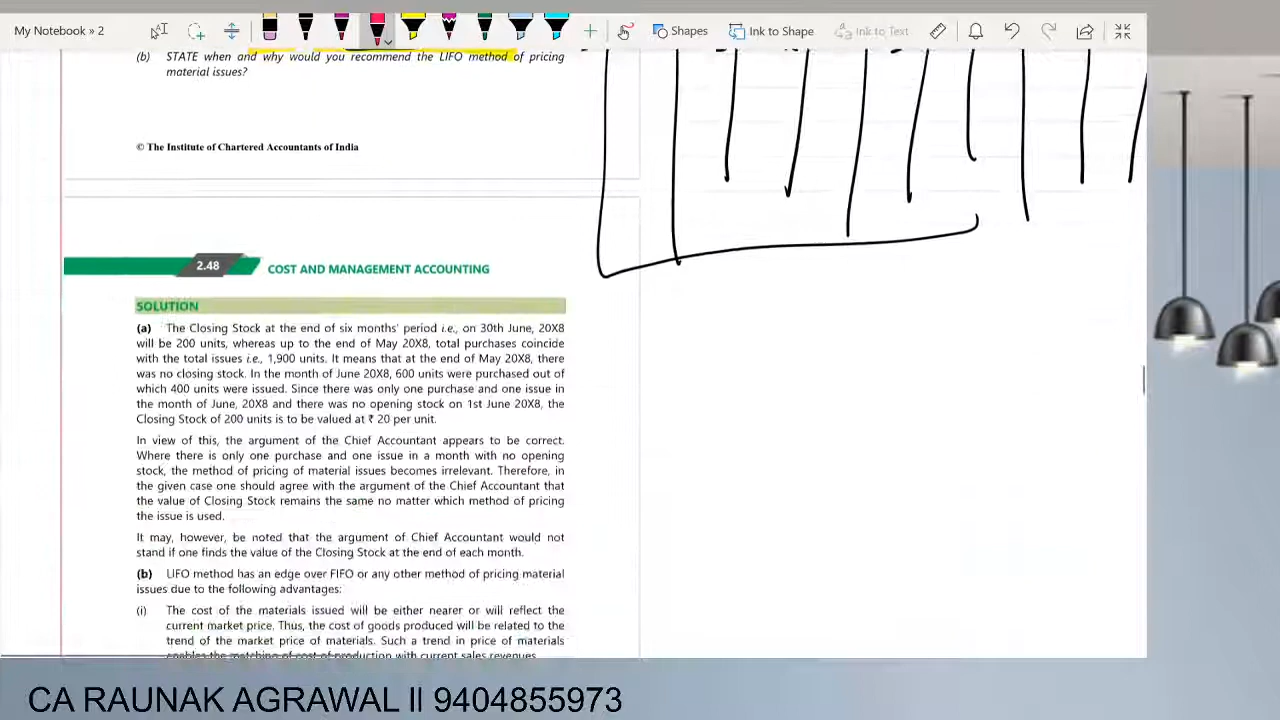 My Notebook » 2
Shapes
Ink to Shape
Ink to Text
(b) STATE when and why would you recommend the LIFO method of pricing
material issues?
© The Institute of Chartered Accountants of India
2.48 COST AND MANAGEMENT ACCOUNTING
SOLUTION
(a) The Closing Stock at the end of six months' period i.e., on 30th June, 20X8
will be 200 units, whereas up to the end of May 20X8, total purchases coincide
with the total issues i.e., 1,900 units. It means that at the end of May 20X8, there
was no closing stock. In the month of June 20X8, 600 units were purchased out of
which 400 units were issued. Since there was only one purchase and one issue in
the month of June, 20X8 and there was no opening stock on 1st June 20X8, the
Closing Stock of 200 units is to be valued at ₹ 20 per unit.
In view of this, the argument of the Chief Accountant appears to be correct.
Where there is only one purchase and one issue in a month with no opening
stock, the method of pricing of material issues becomes irrelevant. Therefore, in
the given case one should agree with the argument of the Chief Accountant that
the value of Closing Stock remains the same no matter which method of pricing
the issue is used.
It may, however, be noted that the argument of Chief Accountant would not
stand if one finds the value of the Closing Stock at the end of each month.
(b) LIFO method has an edge over FIFO or any other method of pricing material
issues due to the following advantages:
(i) The cost of the materials issued will be either nearer or will reflect the
current market price. Thus, the cost of goods produced will be related to the
trend of the market price of materials. Such a trend in price of materials
enables the matching of cost of production with current sales revenues.
CA RAUNAK AGRAWAL II 9404855973